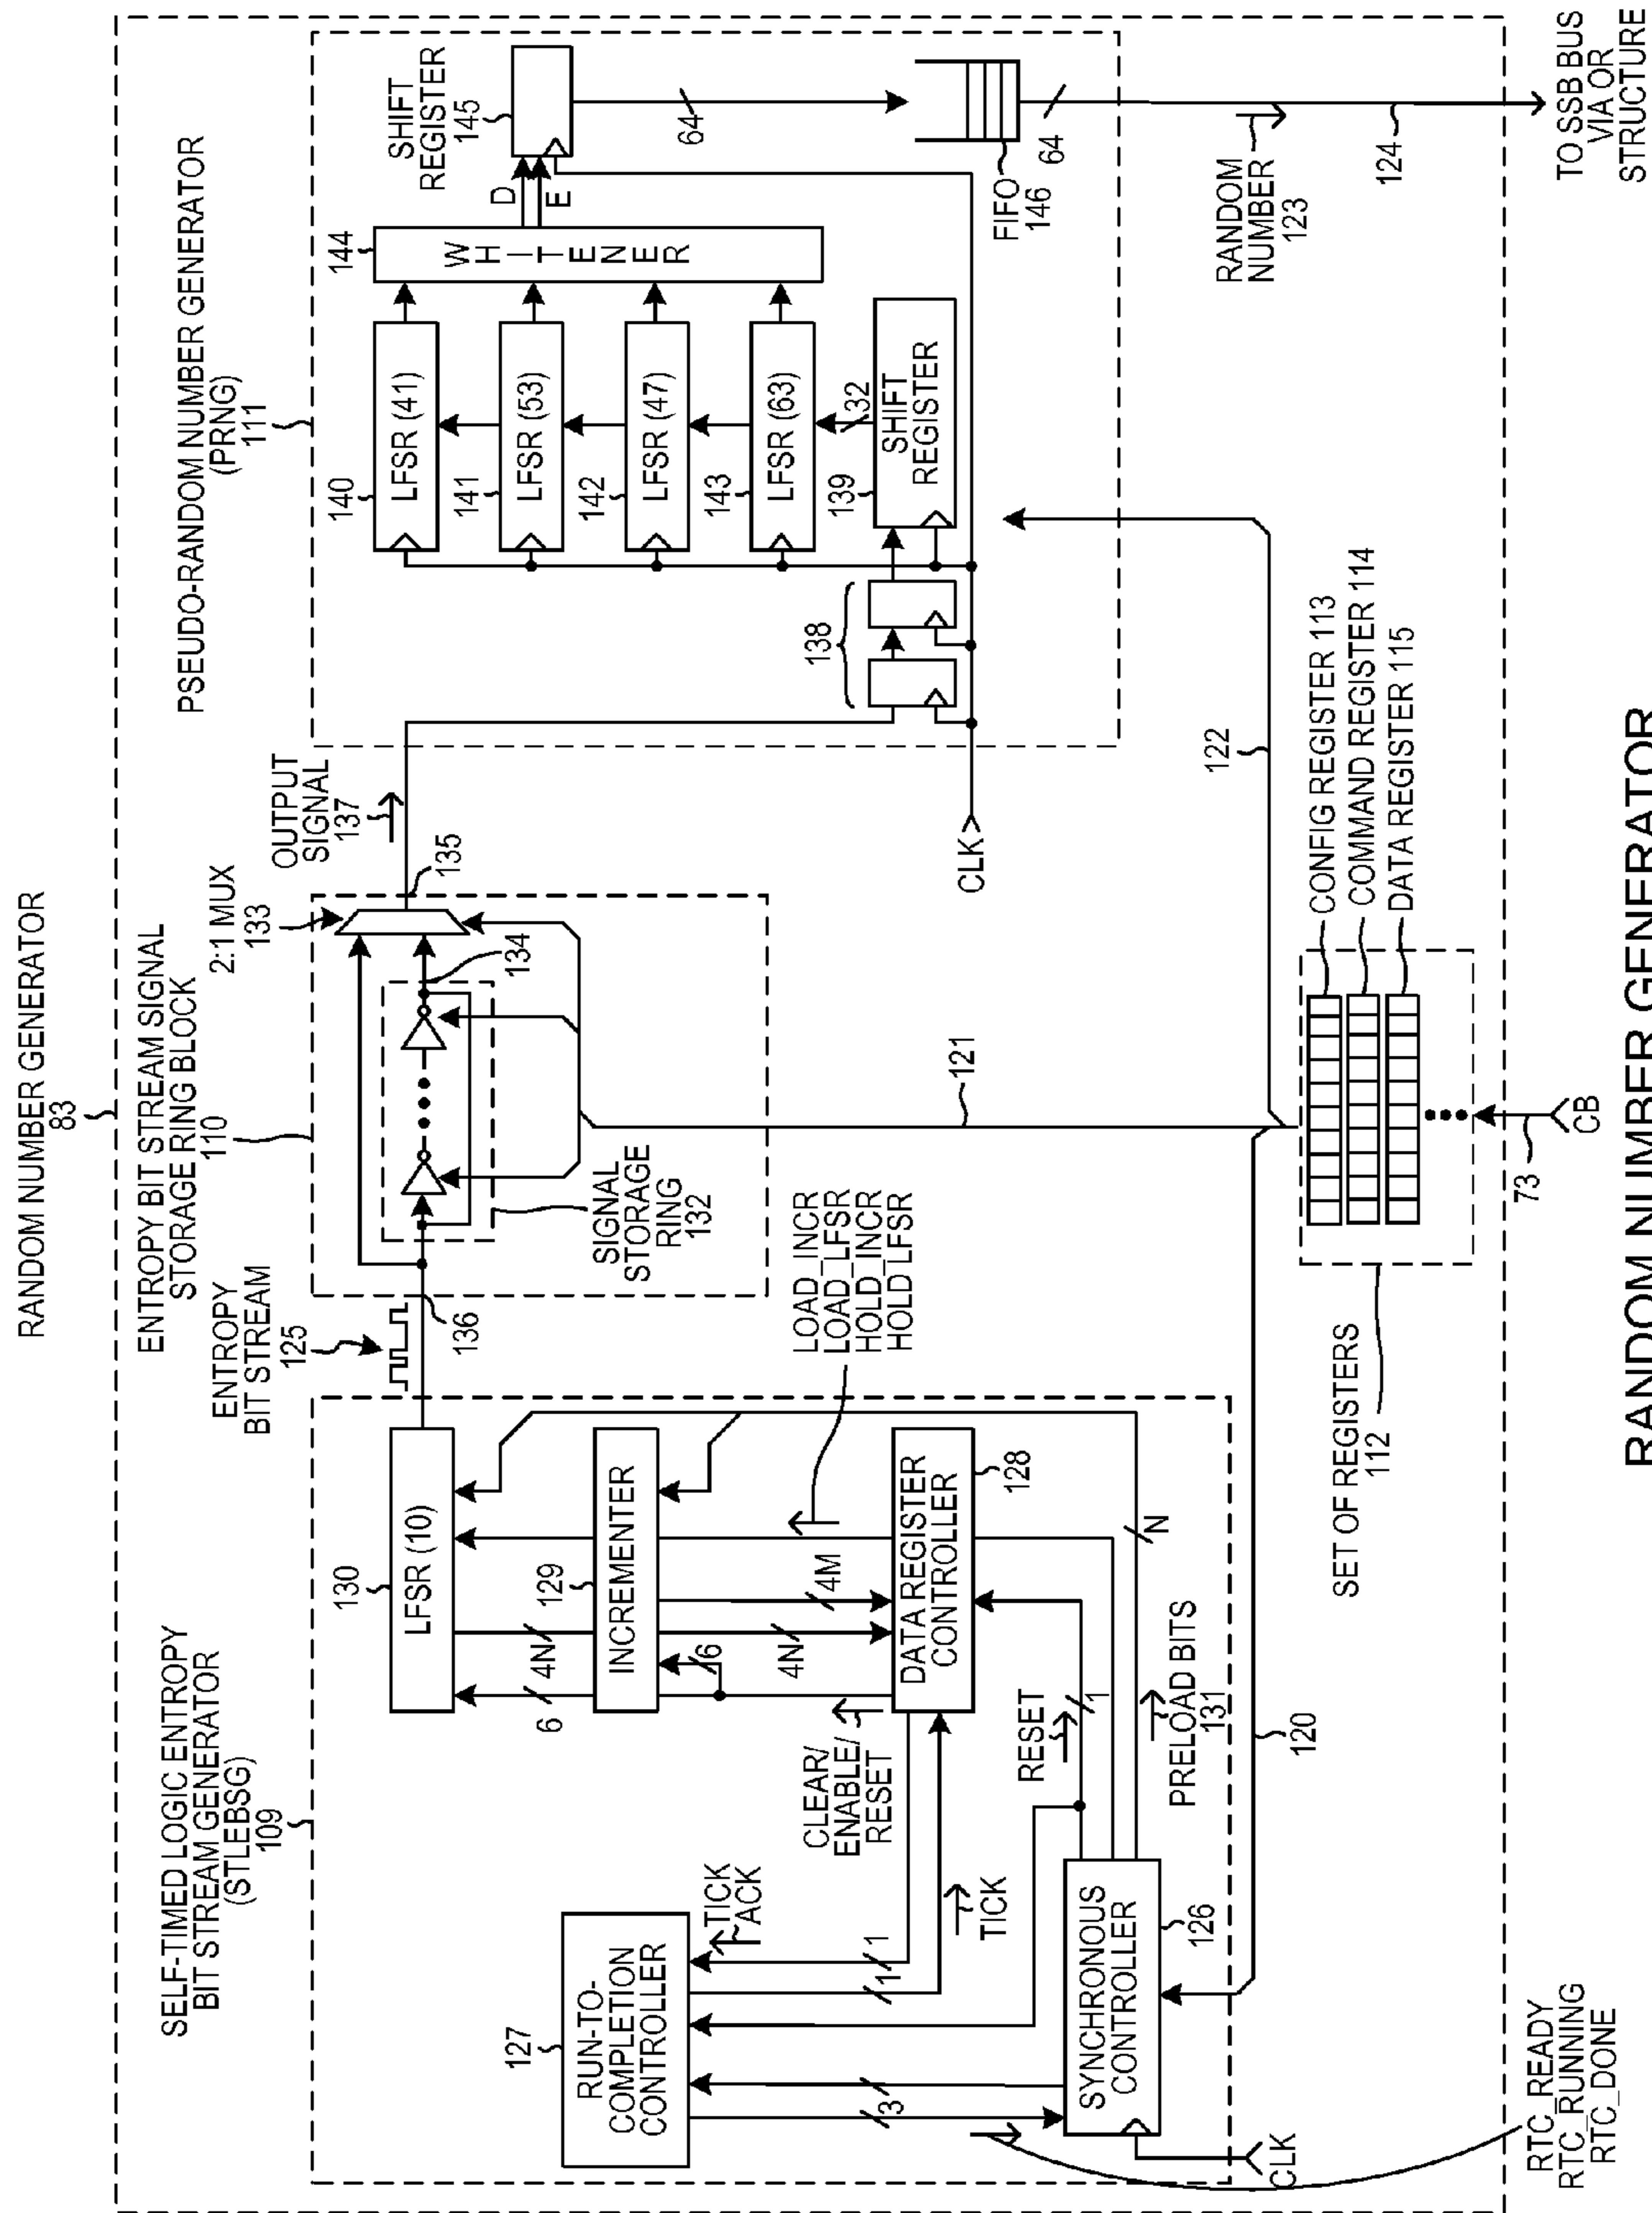 RANDOM NUMBER GENERATOR
83
SELF-TIMED LOGIC ENTROPY
BIT STREAM GENERATOR
(STLEBSG)
109
127
RUN-TO-
COMPLETION
CONTROLLER
TICK
ACK
3
1
1
TICK
SYNCHRONOUS
CONTROLLER
126
CLK
RTC_READY
RTC_RUNNING
RTC_DONE
130
LFSR (10)
6
4N
129
INCREMENTER
6
4N
4M
CLEAR/
ENABLE/
RESET
DATA REGISTER
CONTROLLER
128
RESET
1
PRELOAD BITS
131
N
120
LOAD_INCR
LOAD_LFSR
HOLD_INCR
HOLD LFSR
ENTROPY
BIT STREAM
125
136
ENTROPY BIT STREAM SIGNAL
STORAGE RING BLOCK
110
2:1 MUX
133
134
135
SIGNAL
STORAGE
RING
132
OUTPUT
SIGNAL
137
121
122
SET OF REGISTERS
112
CONFIG REGISTER 113
COMMAND REGISTER 114
DATA REGISTER 115
73
CB
CLK
PSEUDO-RANDOM NUMBER GENERATOR
(PRNG)
111
140
LFSR (41)
141
LFSR (53)
142
LFSR (47)
143
LFSR (63)
32
139
SHIFT
REGISTER
138
144
WHITENER
D
E
SHIFT
REGISTER
145
64
FIFO
146
64
RANDOM
NUMBER
123
124
TO SSB BUS
VIA OR
STRUCTURE
RANDOM NUMBER GENERATOR